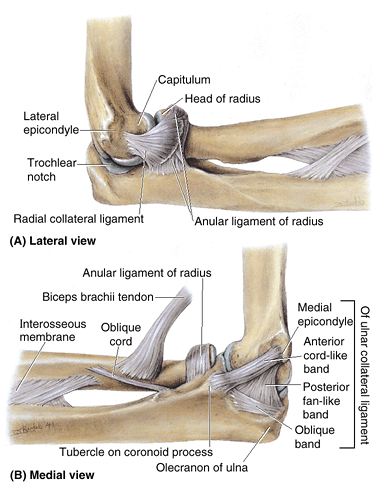 Capitulum
Head of radius
Lateral
epicondyle
Trochlear
notch
Radial collateral ligament
Anular ligament of radius
(A) Lateral view
Anular ligament of radius
Biceps brachii tendon
Interosseous
membrane
Oblique
cord
Medial
epicondyle
Anterior
cord-like
band
Posterior
fan-like
band
Oblique
band
Of ulnar collateral ligament
Tubercle on coronoid process
Olecranon of ulna
(B) Medial view